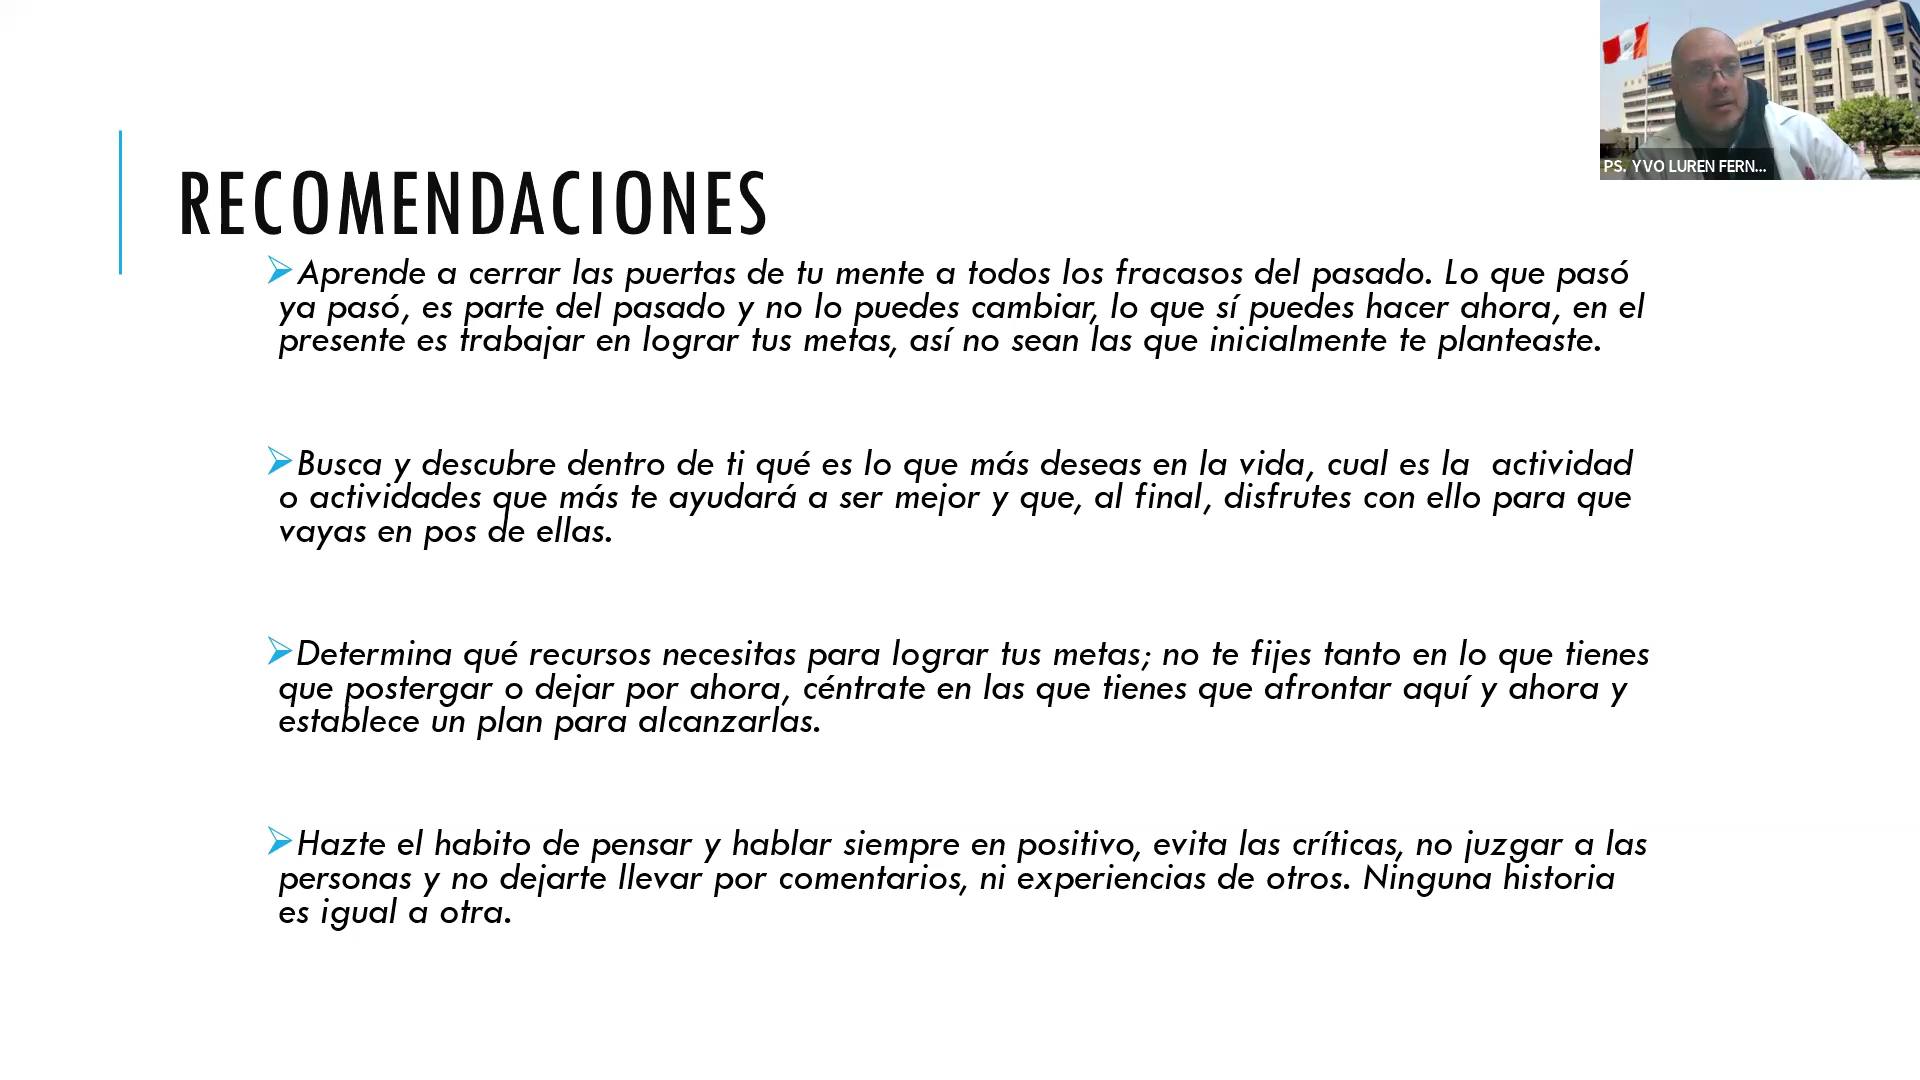 PS. YVO LUREN FERN...
RECOMENDACIONES
Aprende a cerrar las puertas de tu mente a todos los fracasos del pasado. Lo que pasó
ya pasó, es parte del pasado y no lo puedes cambiar, lo que sí puedes hacer ahora, en el
presente es trabajar en lograr tus metas, así no sean las que inicialmente te planteaste.
Busca y descubre dentro de ti qué es lo que más deseas en la vida, cual es la  actividad
o actividades que más te ayudará a ser mejor y que, al final, disfrutes con ello para que
vayas en pos de ellas.
Determina qué recursos necesitas para lograr tus metas; no te fijes tanto en lo que tienes
que postergar o dejar por ahora, céntrate en las que tienes que afrontar aquí y ahora y
establece un plan para alcanzarlas.
Hazte el habito de pensar y hablar siempre en positivo, evita las críticas, no juzgar a las
personas y no dejarte llevar por comentarios, ni experiencias de otros. Ninguna historia
es igual a otra.